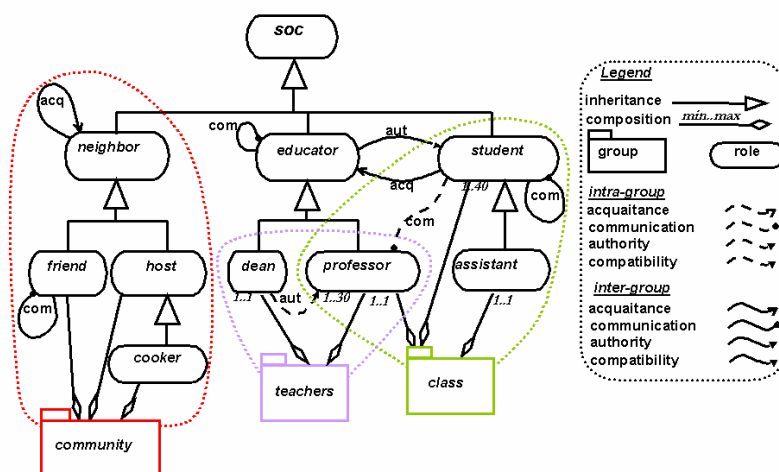 soc
acq
neighbor
com
educator
aut
student
acq
1..40
com
com
friend
host
dean
professor
assistant
com
1..1
aut
1..30
1..1
1..1
cooker
community
teachers
class
Legend
inheritance
composition
min..max
group
role
intra-group
acquaitance
communication
authority
compatibility
inter-group
acquaitance
communication
authority
compatibility